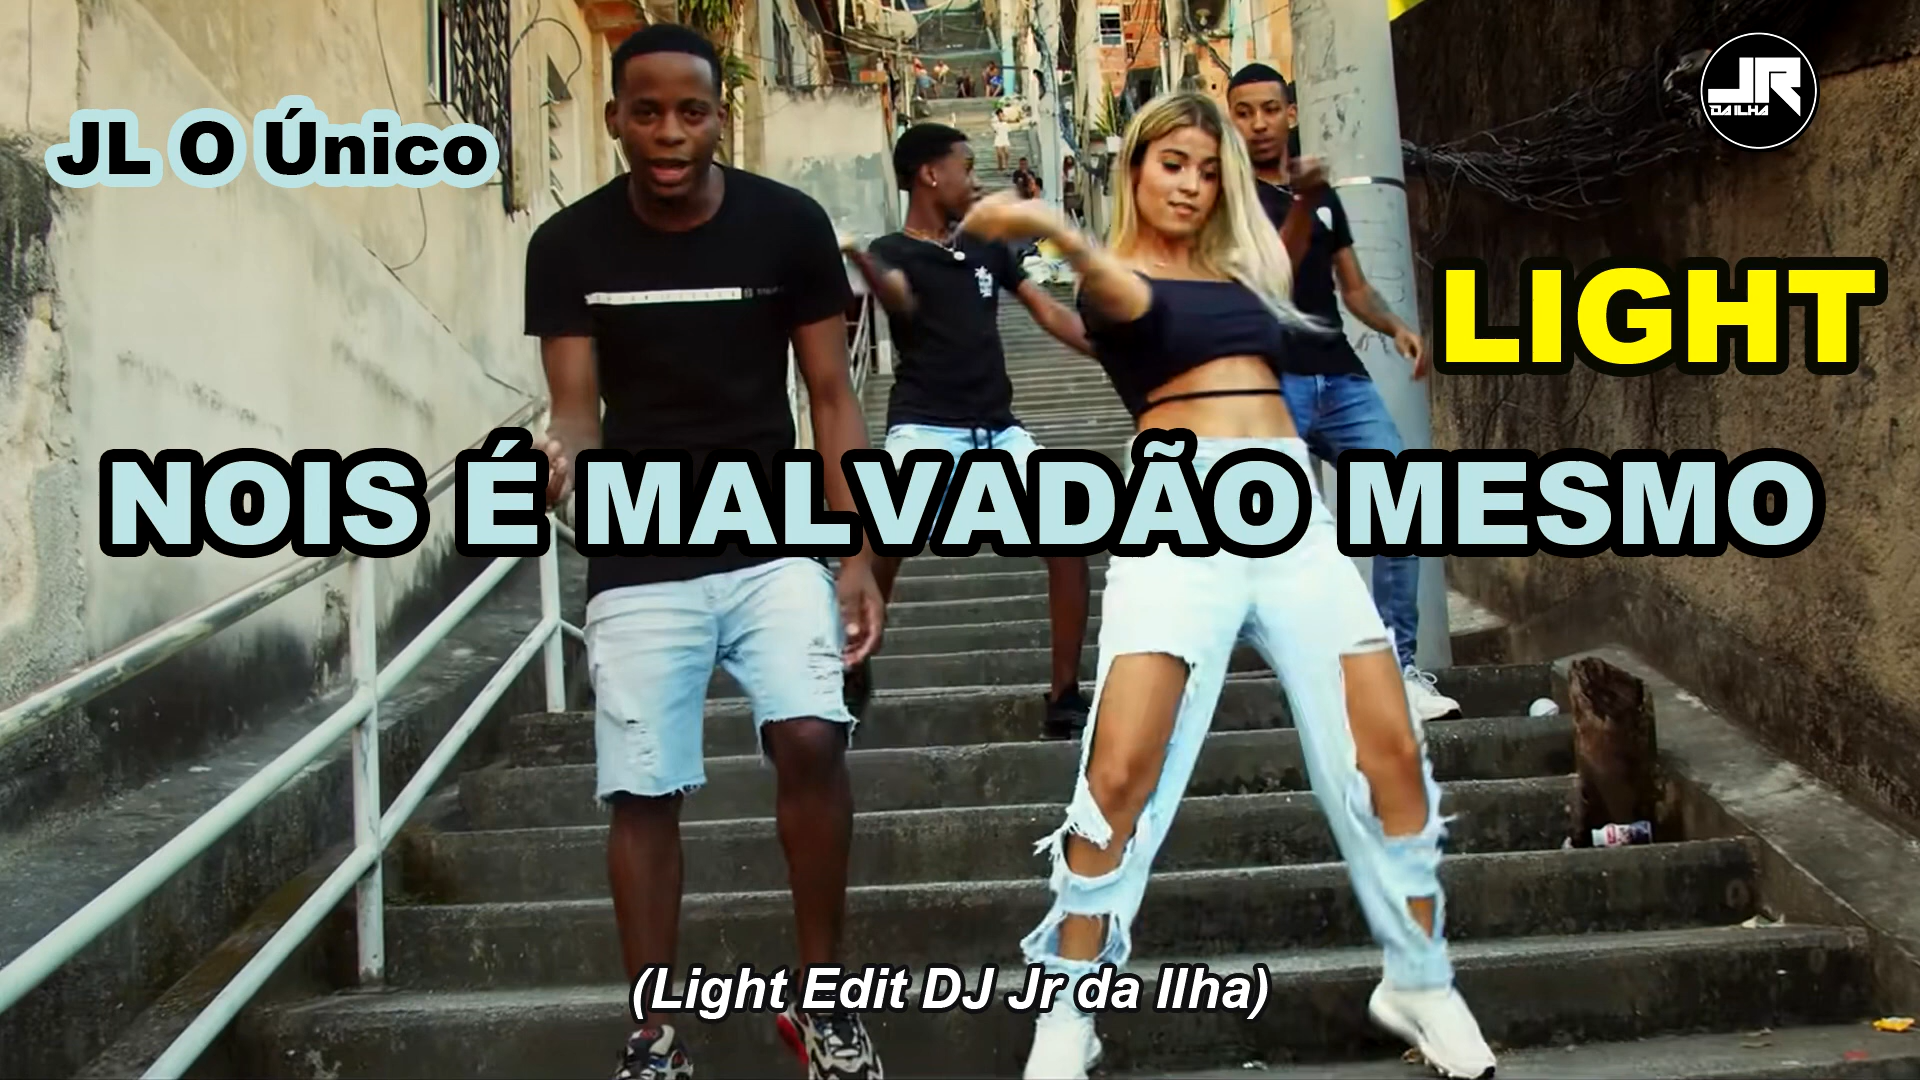 JL O Único
JR
DA ILHA
LIGHT
NOIS É MALVADÃO MESMO
(Light Edit DJ Jr da Ilha)